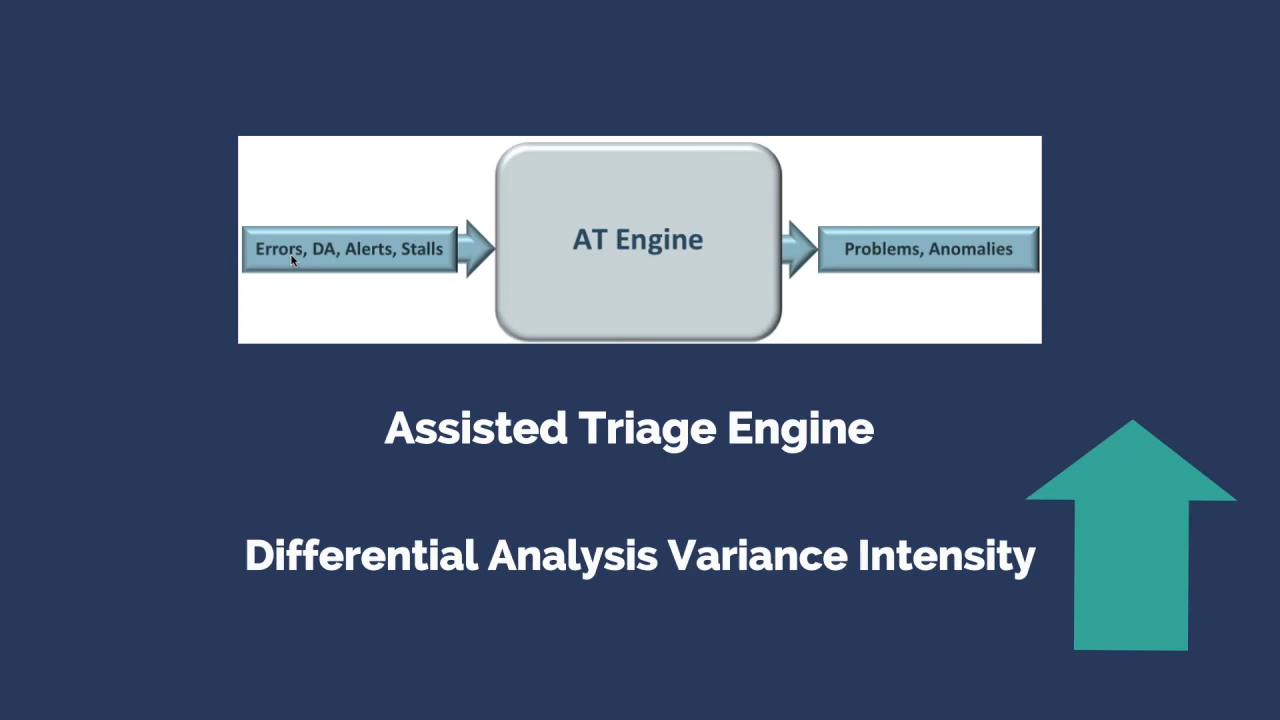 Errors, DA, Alerts, Stalls
AT Engine
Problems, Anomalies
Assisted Triage Engine
Differential Analysis Variance Intensity